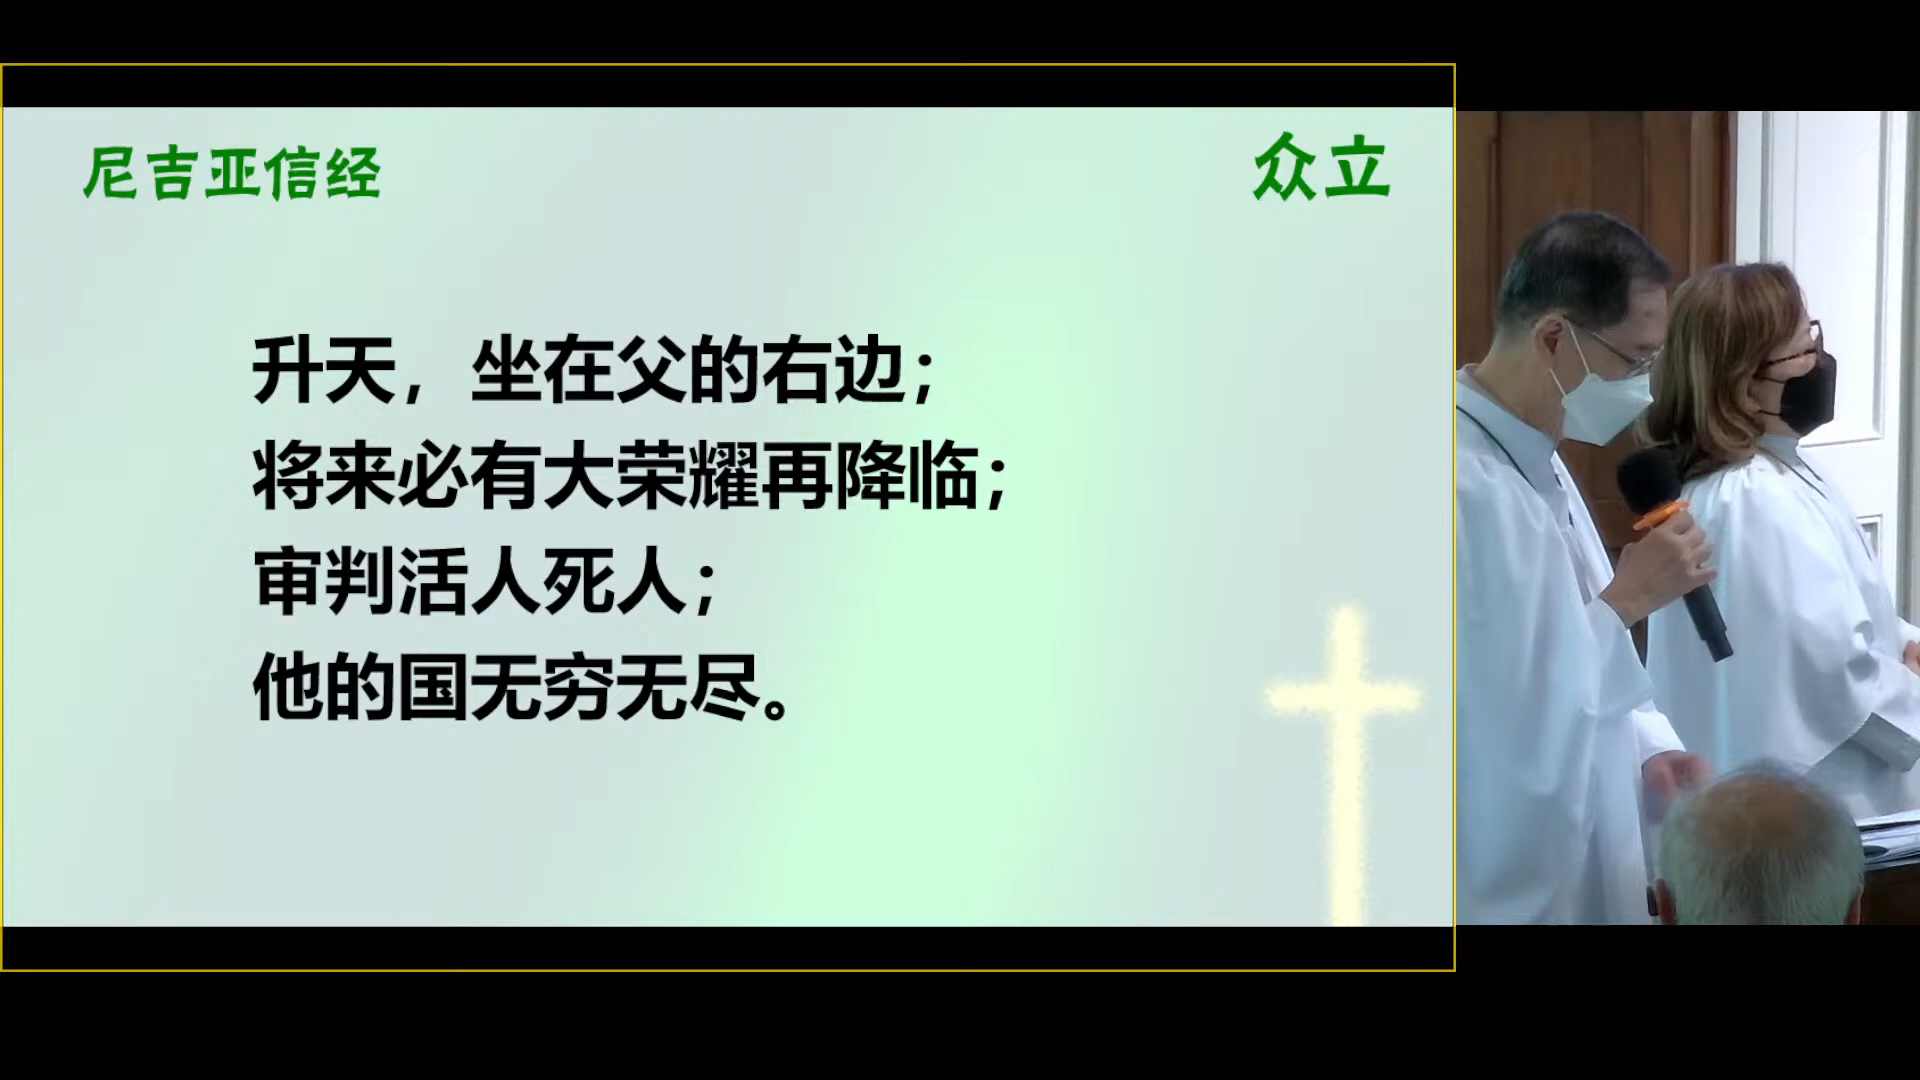 尼吉亚信经
众立
升天，坐在父的右边；
将来必有大荣耀再降临；
审判活人死人；
他的国无穷无尽。